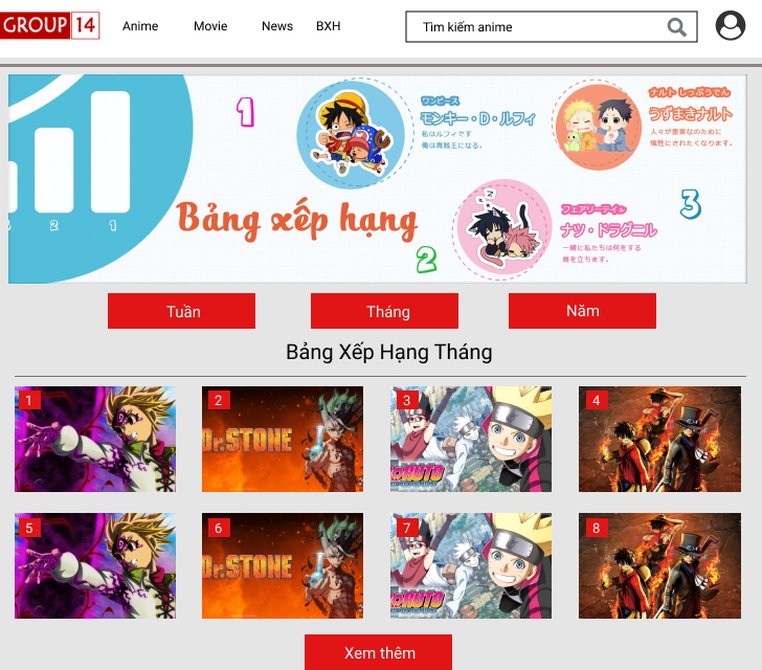 GROUP 14
Anime
Movie
News
BXH
Tìm kiếm anime
1
ワンピース
モンキー・D・ルフィ
私はルフィです
俺は海賊王になる。
ナルト しっぷうでん
うずまきナルト
人々が重要なのために
犠牲にされたくなります。
3
2
1
Bảng xếp hạng
2
z
z
フェアリーテイル
ナツ・ドラグニル
一緒に私たちは何をする
顔を立ちます。
3
Tuần
Tháng
Năm
Bảng Xếp Hạng Tháng
1
2
Dr.STONE
3
BORUTO
4
5
6
Dr.STONE
7
BORUTO
8
Xem thêm